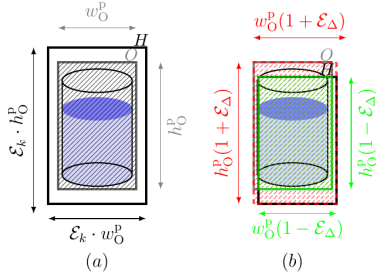 w_O^p
H
O
ℰ_k · h_O^p
h_O^p
ℰ_k · w_O^p
(a)
w_O^p(1 + ℰ_Δ)
O
H
h_O^p(1 + ℰ_Δ)
h_O^p(1 − ℰ_Δ)
w_O^p(1 − ℰ_Δ)
(b)